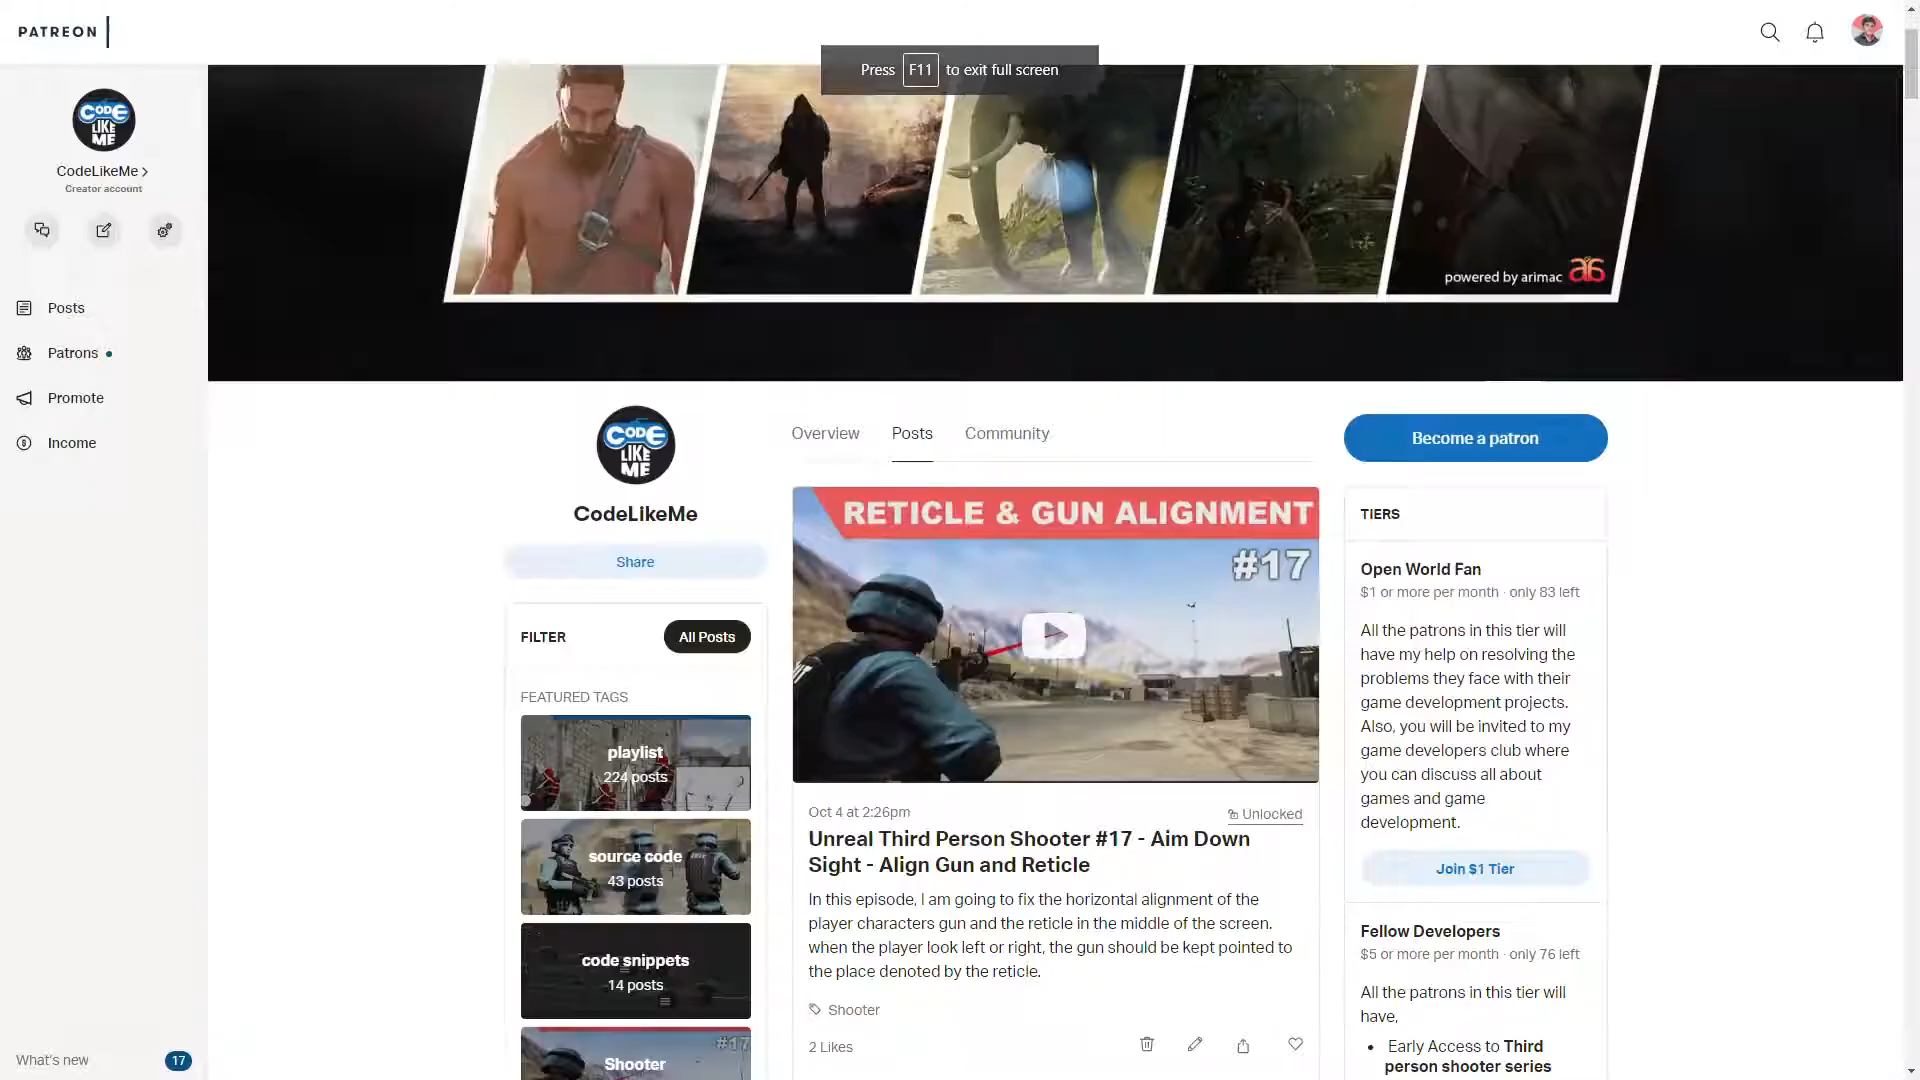 PATREON
Press F11 to exit full screen
CODE
LIKE
ME
CodeLikeMe
Creator account
Posts
Patrons
Promote
Income
What's new
17
powered by arimac
CODE
LIKE
ME
CodeLikeMe
Share
FILTER
All Posts
FEATURED TAGS
playlist
224 posts
source code
43 posts
code snippets
14 posts
#17
Shooter
Overview
Posts
Community
RETICLE & GUN ALIGNMENT
#17
Oct 4 at 2:26pm
Unlocked
Unreal Third Person Shooter #17 - Aim Down
Sight - Align Gun and Reticle
In this episode, I am going to fix the horizontal alignment of the
player characters gun and the reticle in the middle of the screen.
when the player look left or right, the gun should be kept pointed to
the place denoted by the reticle.
Shooter
2 Likes
Become a patron
TIERS
Open World Fan
$1 or more per month · only 83 left
All the patrons in this tier will
have my help on resolving the
problems they face with their
game development projects.
Also, you will be invited to my
game developers club where
you can discuss all about
games and game
development.
Join $1 Tier
Fellow Developers
$5 or more per month · only 76 left
All the patrons in this tier will
have,
• Early Access to Third
person shooter series